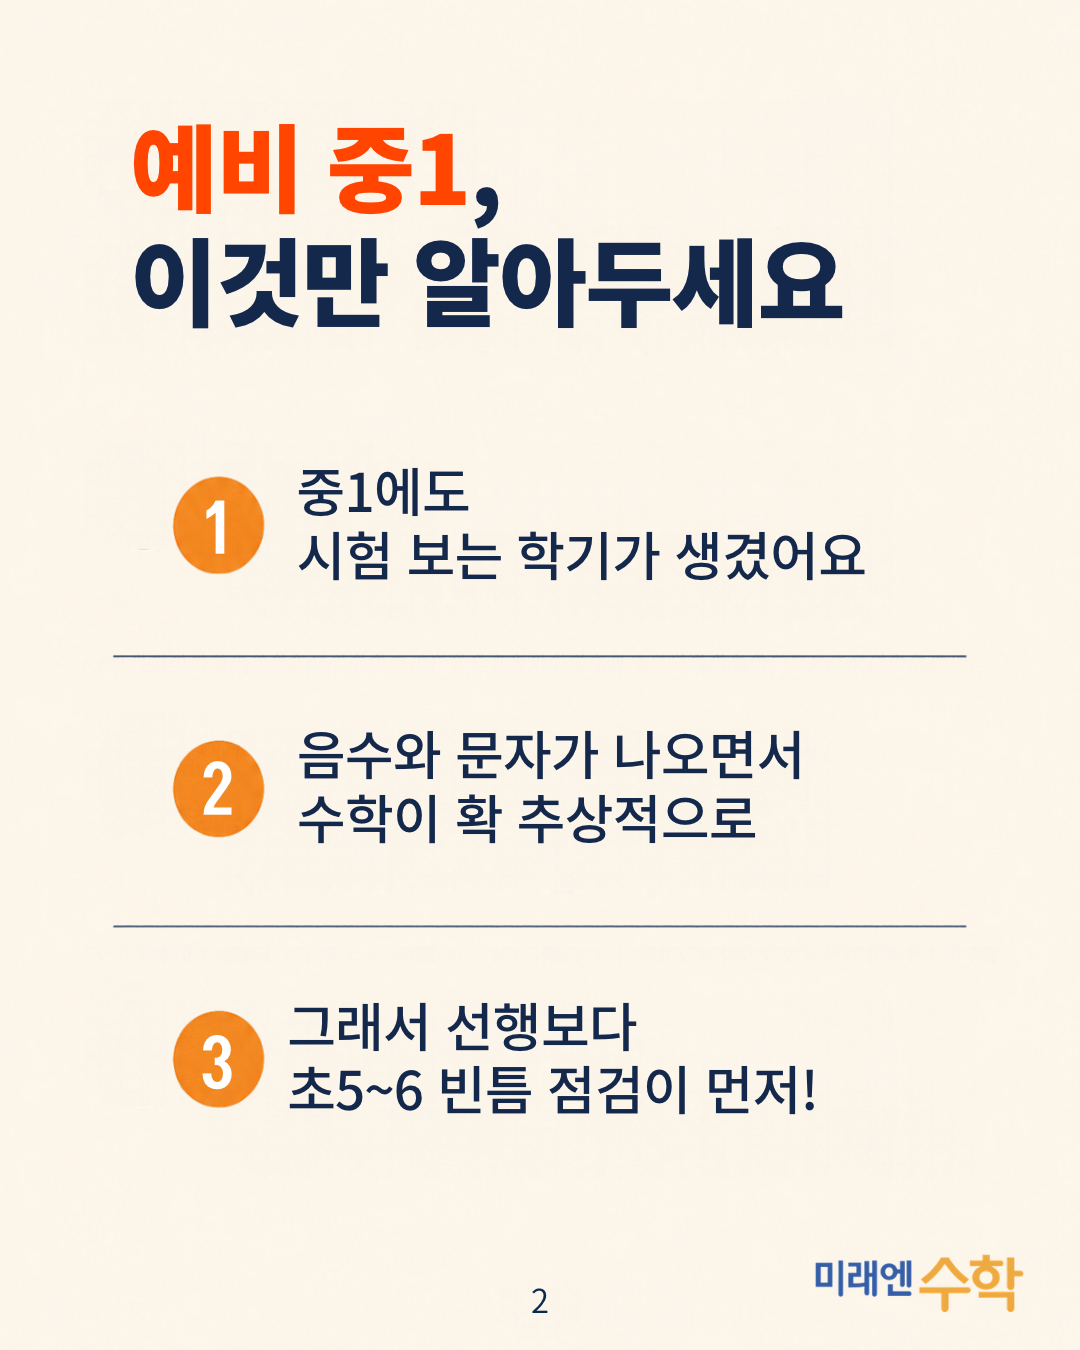 예비 중1,
이것만 알아두세요
1
중1에도
시험 보는 학기가 생겼어요
2
음수와 문자가 나오면서
수학이 확 추상적으로
3
그래서 선행보다
초5~6 빈틈 점검이 먼저!
2
미래엔 수학